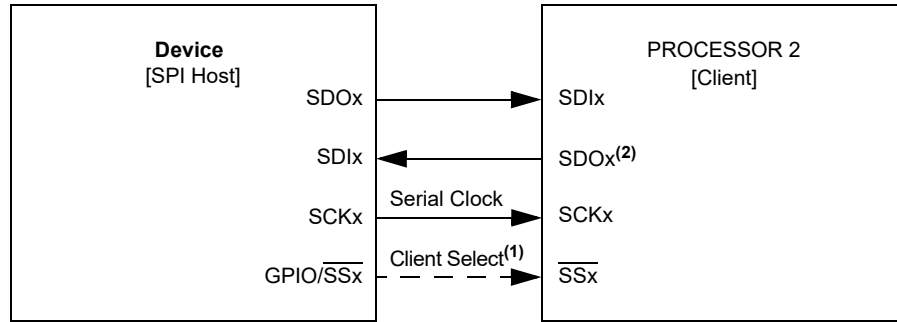 Device
[SPI Host]
PROCESSOR 2
[Client]
SDOx
SDIx
SDIx
SDOx(2)
Serial Clock
SCKx
SCKx
Client Select(1)
GPIO/SSx
SSx